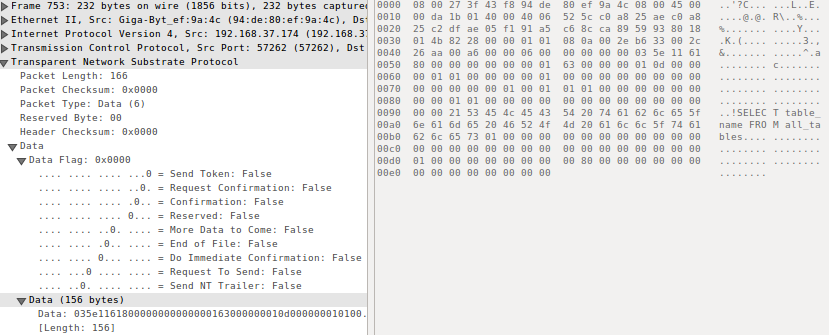 Frame 753: 232 bytes on wire (1856 bits), 232 bytes capture
Ethernet II, Src: Giga-Byt_ef:9a:4c (94:de:80:ef:9a:4c), Ds
Internet Protocol Version 4, Src: 192.168.37.174 (192.168.3
Transmission Control Protocol, Src Port: 57262 (57262), Dst
Transparent Network Substrate Protocol
Packet Length: 166
Packet Checksum: 0x0000
Packet Type: Data (6)
Reserved Byte: 00
Header Checksum: 0x0000
Data
Data Flag: 0x0000
.... .... .... ...0 = Send Token: False
.... .... .... ..0. = Request Confirmation: False
.... .... .... .0.. = Confirmation: False
.... .... .... 0... = Reserved: False
.... .... ..0. .... = More Data to Come: False
.... .... .0.. .... = End of File: False
.... .... 0... .... = Do Immediate Confirmation: False
.... ...0 .... .... = Request To Send: False
.... ..0. .... .... = Send NT Trailer: False
Data (156 bytes)
Data: 035e11618000000000000001630000000010d000000010100.
[Length: 156]
0000 08 00 27 3f 43 f8 94 de 80 ef 9a 4c 08 00 45 00 ..'?C... ...L..E.
0010 00 da 1b 01 40 00 40 06 52 5c c0 a8 25 ae c0 a8 ....@.@. R\..%...
0020 25 c2 df ae 05 f1 91 a5 c6 8c ca 89 59 93 80 18 %....... ....Y...
0030 01 4b 82 28 00 00 01 01 08 0a 00 2e b6 33 00 2c .K.(.... .....3.,
0040 26 aa 00 a6 00 00 06 00 00 00 00 00 03 5e 11 61 &....... .....^.a
0050 80 00 00 00 00 00 00 01 63 00 00 00 01 0d 00 00 ........ c.......
0060 00 01 01 00 00 00 00 01 00 00 00 00 00 00 00 00 ........ ........
0070 00 00 00 00 00 01 00 01 01 01 00 00 00 00 00 00 ........ ........
0080 00 00 01 01 00 00 00 00 00 00 00 00 00 00 00 00 ........ ........
0090 00 00 21 53 45 4c 45 43 54 20 74 61 62 6c 65 5f ..!SELEC T table_
00a0 6e 61 6d 65 20 46 52 4f 4d 20 61 6c 6c 5f 74 61 name FRO M all_ta
00b0 62 6c 65 73 01 00 00 00 00 00 00 00 00 00 00 00 bles.... ........
00c0 00 00 00 00 00 00 00 00 00 00 00 00 00 00 00 00 ........ ........
00d0 01 00 00 00 00 00 00 00 00 80 00 00 00 00 00 00 ........ ........
00e0 00 00 00 00 00 00 00 00 ........